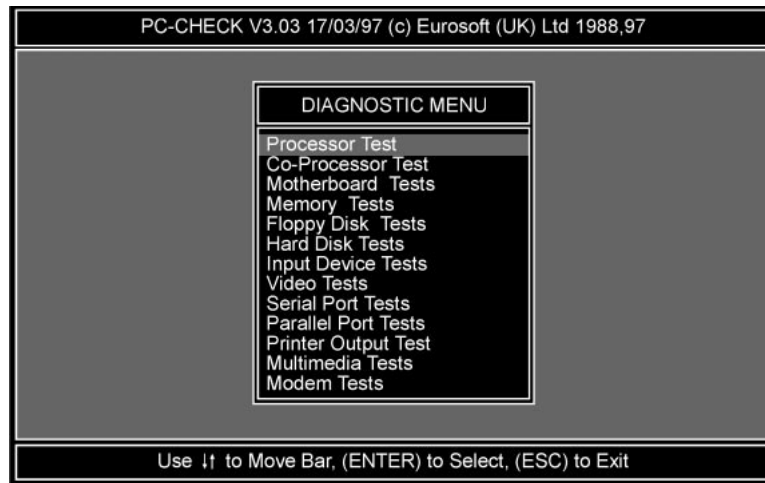 PC-CHECK V3.03 17/03/97 (c) Eurosoft (UK) Ltd 1988,97
DIAGNOSTIC MENU
Processor Test
Co-Processor Test
Motherboard  Tests
Memory  Tests
Floppy Disk  Tests
Hard Disk Tests
Input Device Tests
Video Tests
Serial Port Tests
Parallel Port Tests
Printer Output Test
Multimedia Tests
Modem Tests
Use ↓↑ to Move Bar, (ENTER) to Select, (ESC) to Exit